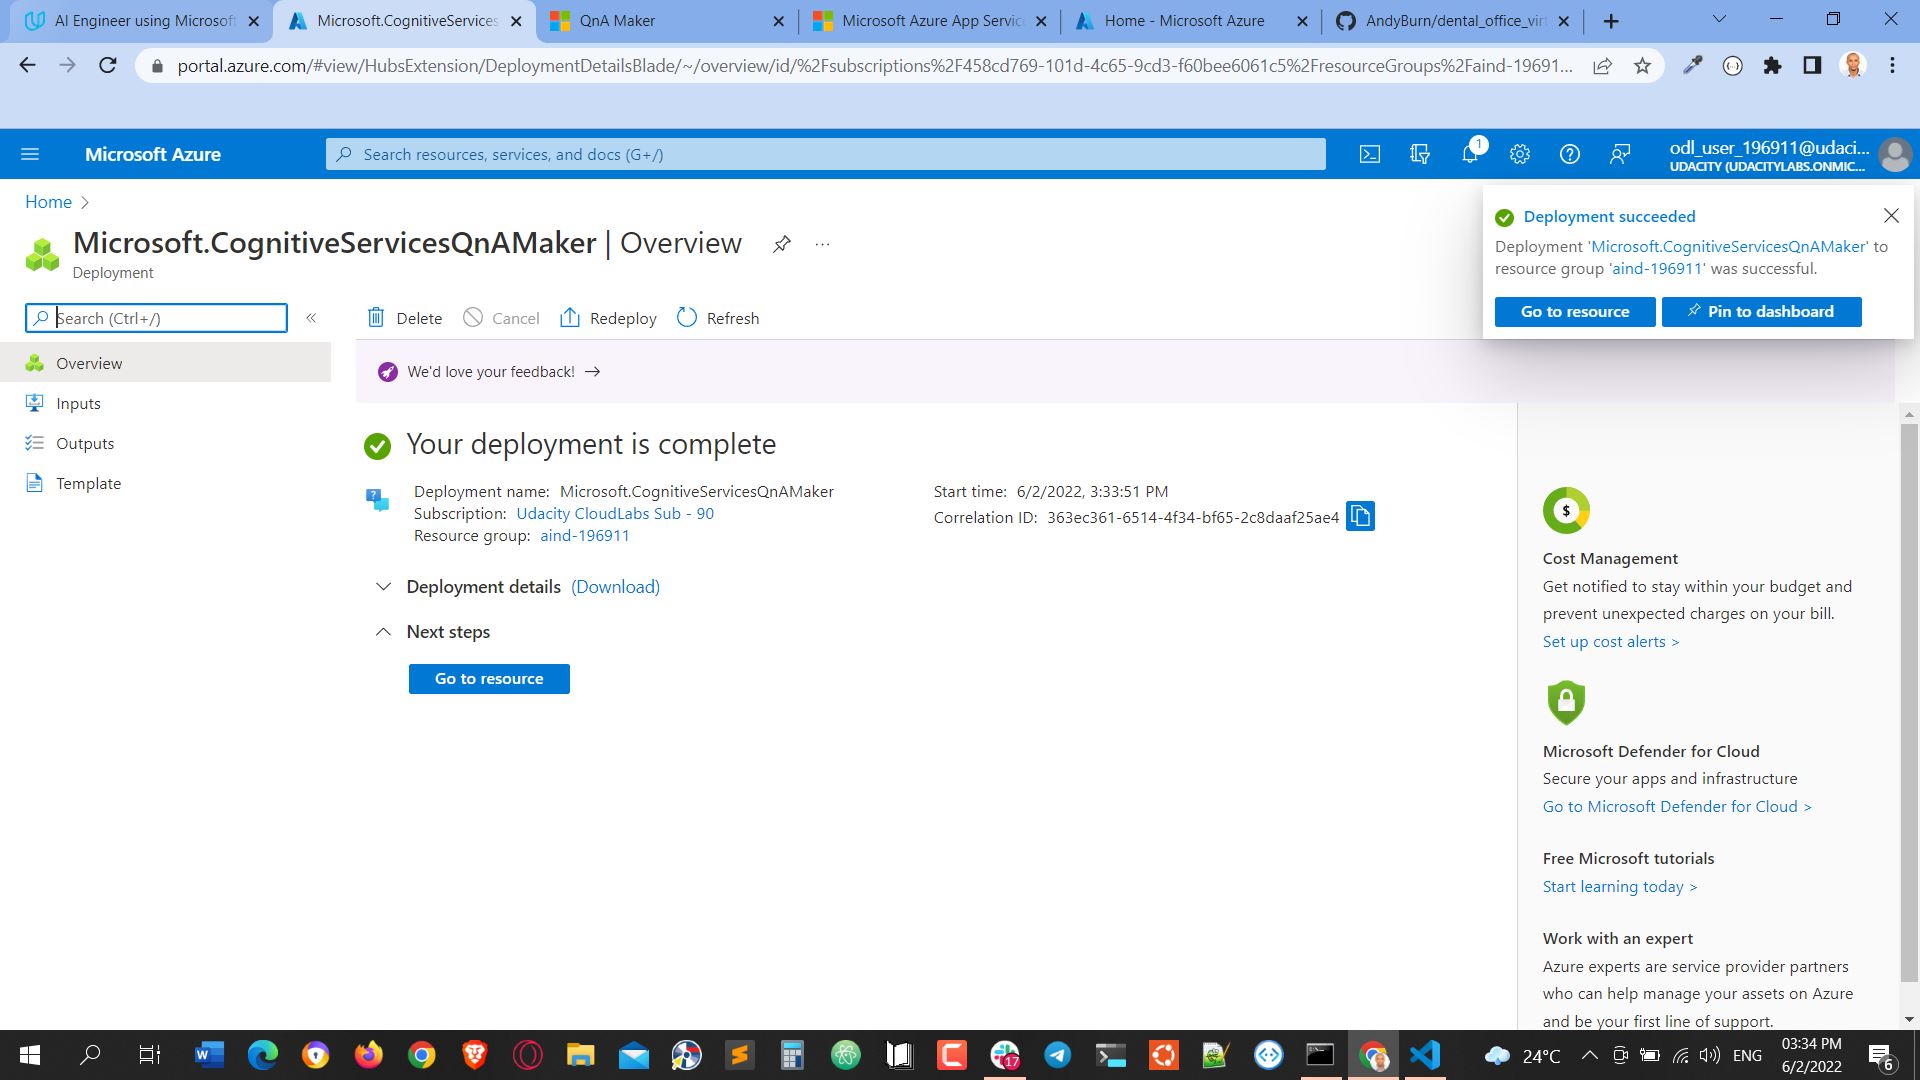 AI Engineer using Microsoft
Microsoft.CognitiveServices
QnA Maker
Microsoft Azure App Servic
Home - Microsoft Azure
AndyBurn/dental_office_virt
portal.azure.com/#view/HubsExtension/DeploymentDetailsBlade/~/overview/id/%2Fsubscriptions%2F458cd769-101d-4c65-9cd3-f60bee6061c5%2FresourceGroups%2Faind-19691...
Microsoft Azure
Search resources, services, and docs (G+/)
1
odl_user_196911@udaci...
UDACITY (UDACITYLABS.ONMIC...
Home
Microsoft.CognitiveServicesQnAMaker | Overview
Deployment
Deployment succeeded
Deployment 'Microsoft.CognitiveServicesQnAMaker' to
resource group 'aind-196911' was successful.
Go to resource
Pin to dashboard
Search (Ctrl+/)
Delete
Cancel
Redeploy
Refresh
Overview
Inputs
Outputs
Template
We'd love your feedback!
Your deployment is complete
Deployment name: Microsoft.CognitiveServicesQnAMaker
Subscription: Udacity CloudLabs Sub - 90
Resource group: aind-196911
Start time: 6/2/2022, 3:33:51 PM
Correlation ID: 363ec361-6514-4f34-bf65-2c8daaf25ae4
Deployment details (Download)
Next steps
Go to resource
Cost Management
Get notified to stay within your budget and
prevent unexpected charges on your bill.
Set up cost alerts >
Microsoft Defender for Cloud
Secure your apps and infrastructure
Go to Microsoft Defender for Cloud >
Free Microsoft tutorials
Start learning today >
Work with an expert
Azure experts are service provider partners
who can help manage your assets on Azure
and be your first line of support.
17
24°C
ENG
03:34 PM
6/2/2022
6